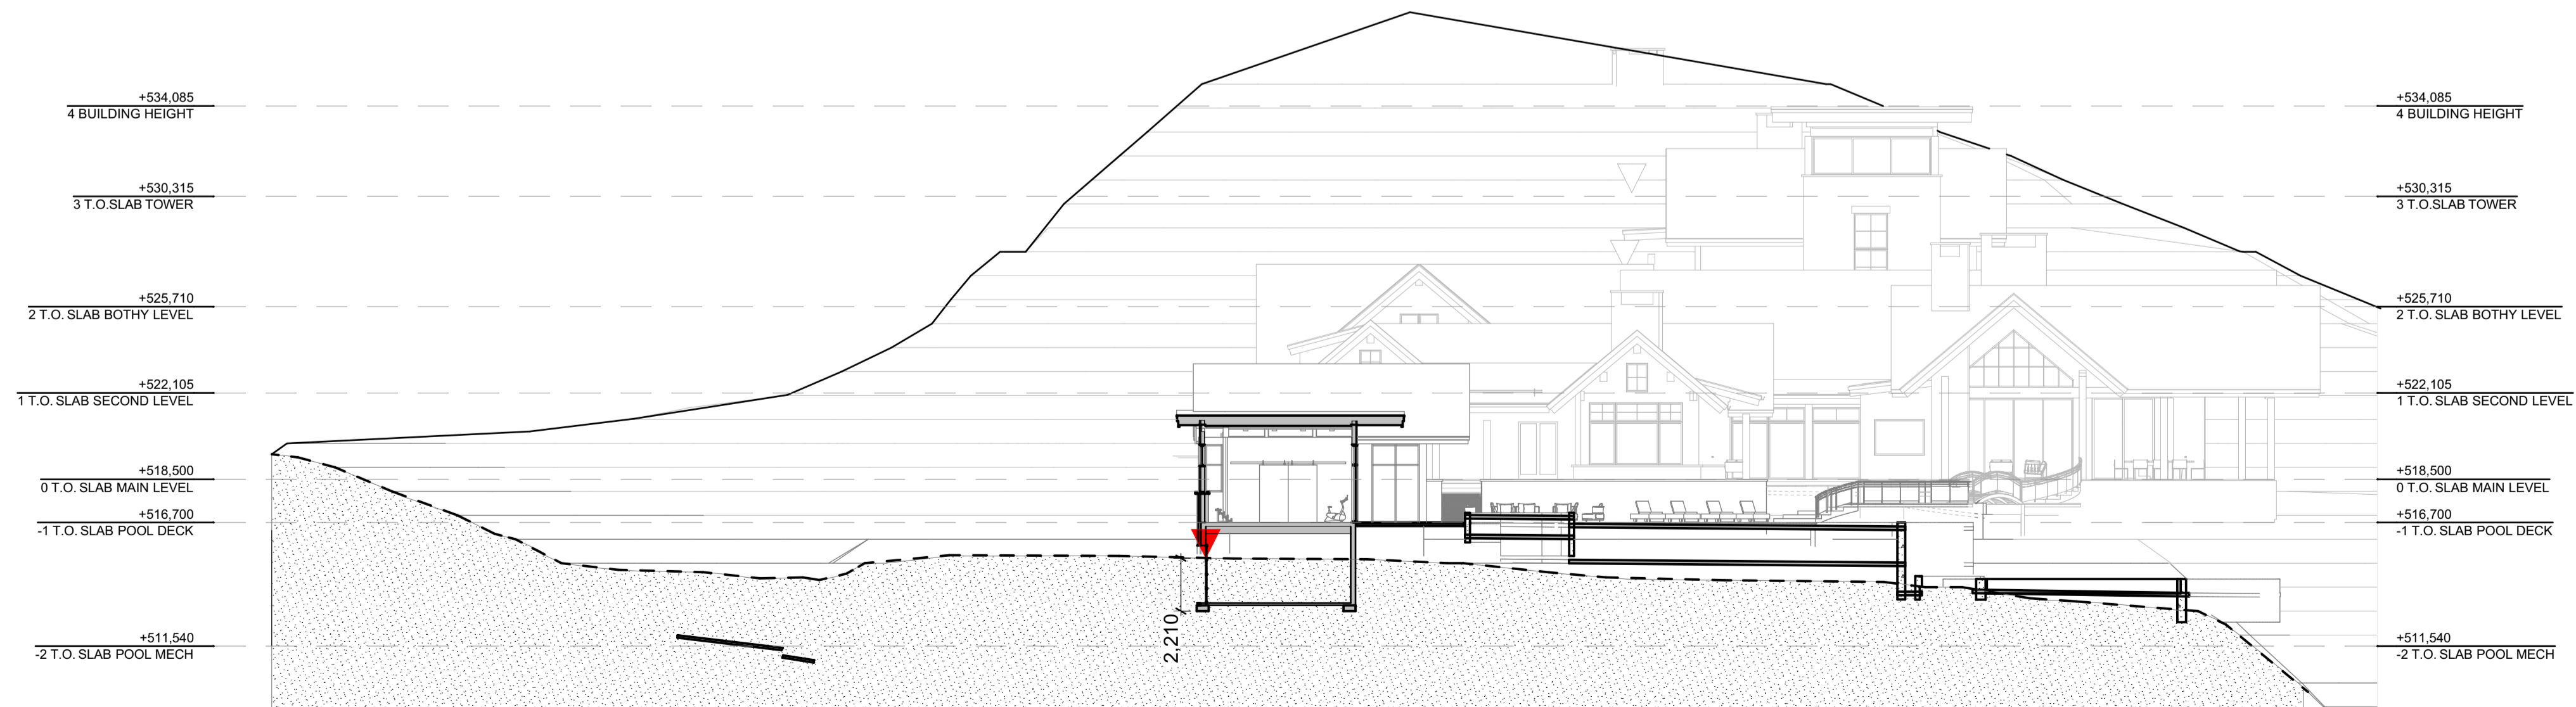 +534,085
4 BUILDING HEIGHT
+530,315
3 T.O.SLAB TOWER
+525,710
2 T.O. SLAB BOTHY LEVEL
+522,105
1 T.O. SLAB SECOND LEVEL
+518,500
0 T.O. SLAB MAIN LEVEL
+516,700
-1 T.O. SLAB POOL DECK
+511,540
-2 T.O. SLAB POOL MECH
2,210
+534,085
4 BUILDING HEIGHT
+530,315
3 T.O.SLAB TOWER
+525,710
2 T.O. SLAB BOTHY LEVEL
+522,105
1 T.O. SLAB SECOND LEVEL
+518,500
0 T.O. SLAB MAIN LEVEL
+516,700
-1 T.O. SLAB POOL DECK
+511,540
-2 T.O. SLAB POOL MECH